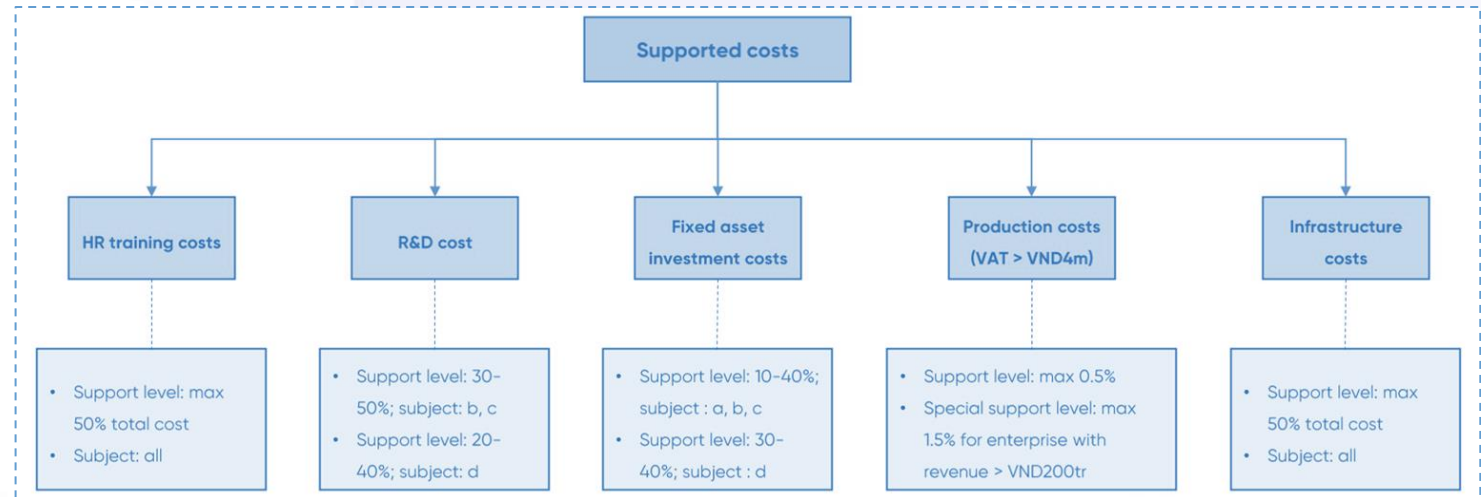 Supported costs
HR training costs
R&D cost
Fixed asset
investment costs
Production costs
(VAT > VND4m)
Infrastructure
costs
• Support level: max
50% total cost
• Subject: all
• Support level: 30-
50%; subject: b, c
• Support level: 20-
40%; subject: d
• Support level: 10-40%;
subject : a, b, c
• Support level: 30-
40%; subject : d
• Support level: max 0.5%
• Special support level: max
1.5% for enterprise with
revenue > VND200tr
• Support level: max
50% total cost
• Subject: all